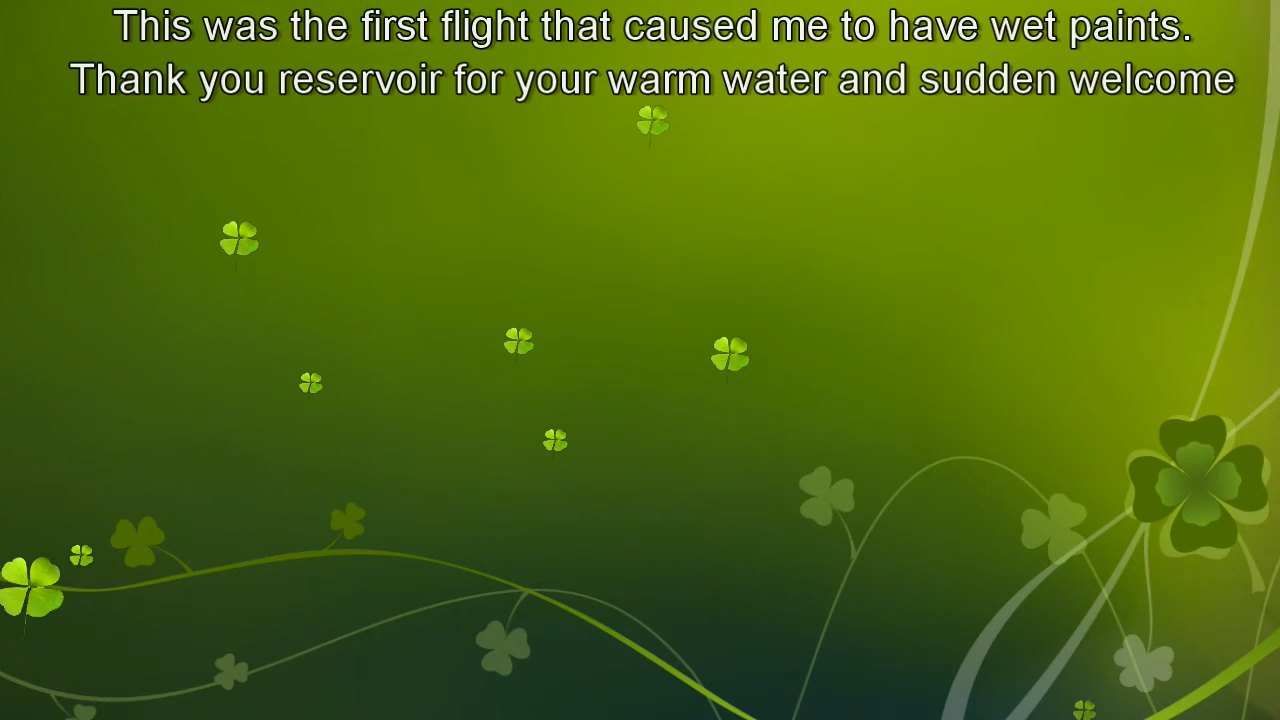 This was the first flight that caused me to have wet paints.
Thank you reservoir for your warm water and sudden welcome